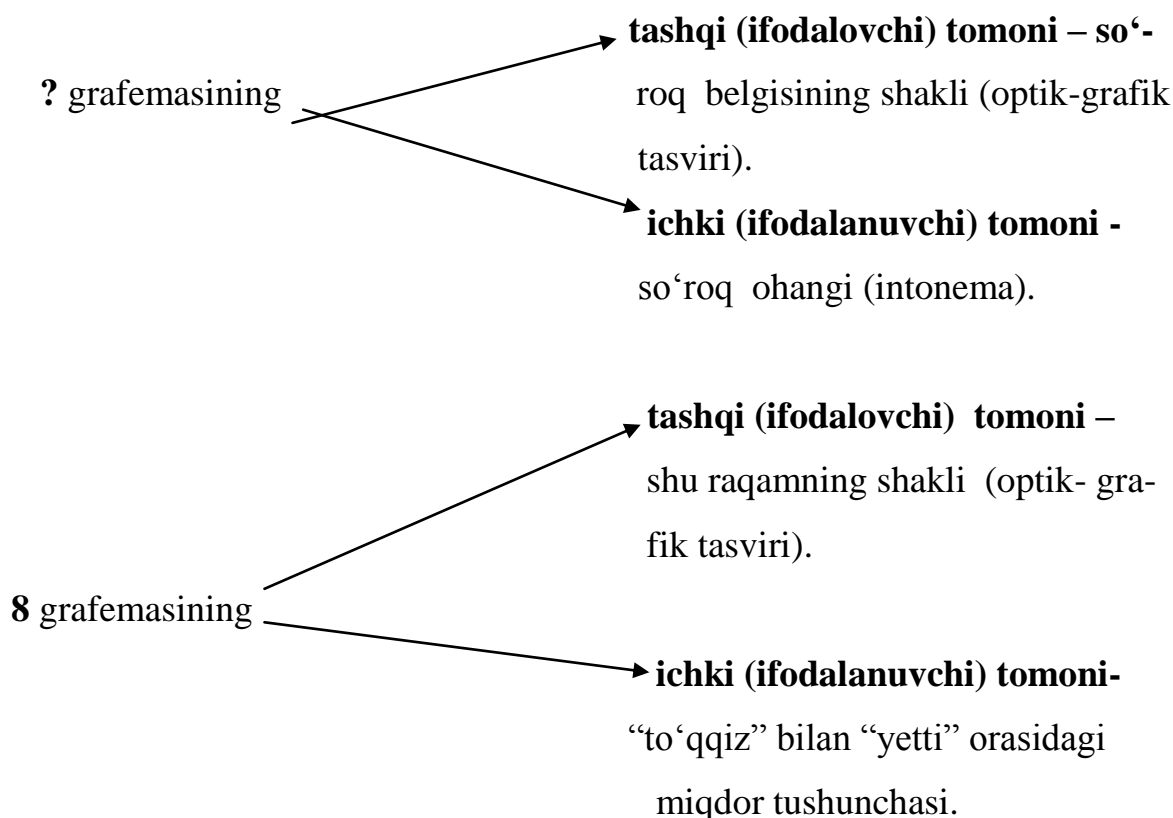 tashqi (ifodalovchi) tomoni – so‘-
? grafemasining
roq belgisining shakli (optik-grafik
tasviri).
ichki (ifodalanuvchi) tomoni -
so‘roq ohangi (intonema).
tashqi (ifodalovchi) tomoni –
shu raqamning shakli (optik- gra-
fik tasviri).
8 grafemasining
ichki (ifodalanuvchi) tomoni-
“to‘qqiz” bilan “yetti” orasidagi
miqdor tushunchasi.